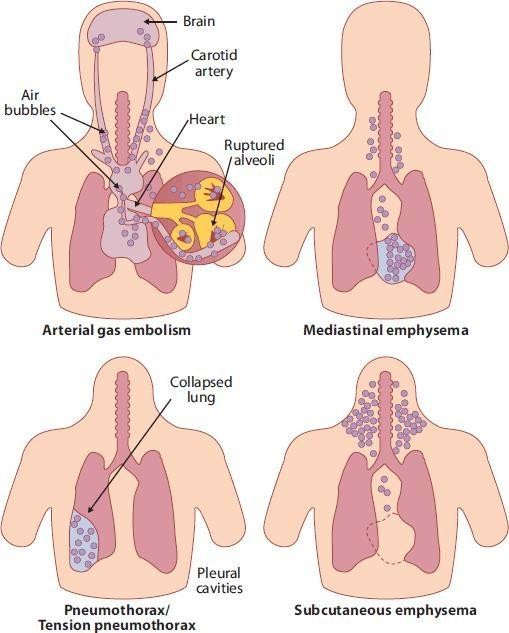 Brain
Carotid
artery
Air
bubbles
Heart
Ruptured
alveoli
Arterial gas embolism
Mediastinal emphysema
Collapsed
lung
Pleural
cavities
Pneumothorax/
Tension pneumothorax
Subcutaneous emphysema